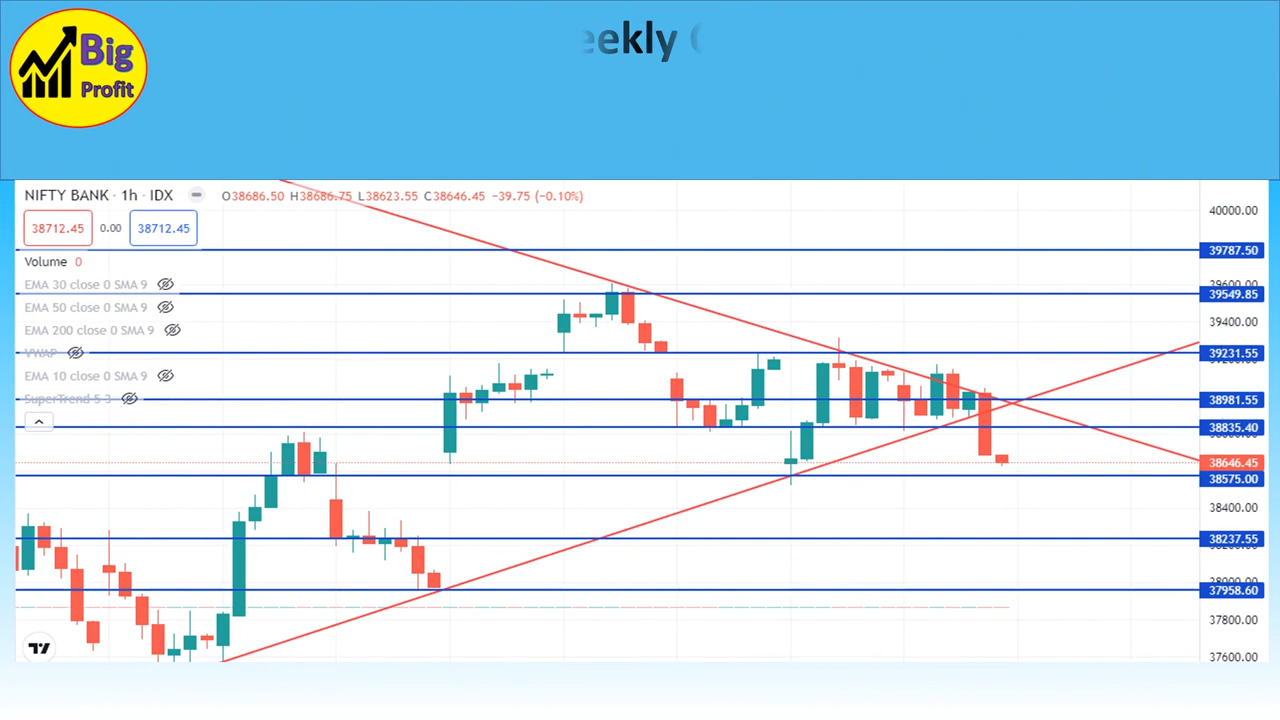 Big
Profit
NIFTY BANK · 1h · IDX
O38686.50 H38686.75 L38623.55 C38646.45 −39.75 (−0.10%)
38712.45 0.00 38712.45
Volume 0
EMA 30 close 0 SMA 9
EMA 50 close 0 SMA 9
EMA 200 close 0 SMA 9
VWAP
EMA 10 close 0 SMA 9
SuperTrend 5 3
40000.00
39787.50
39600.00
39549.85
39400.00
39231.55
38981.55
38835.40
38646.45
38575.00
38400.00
38237.55
38000.00
37958.60
37800.00
37600.00